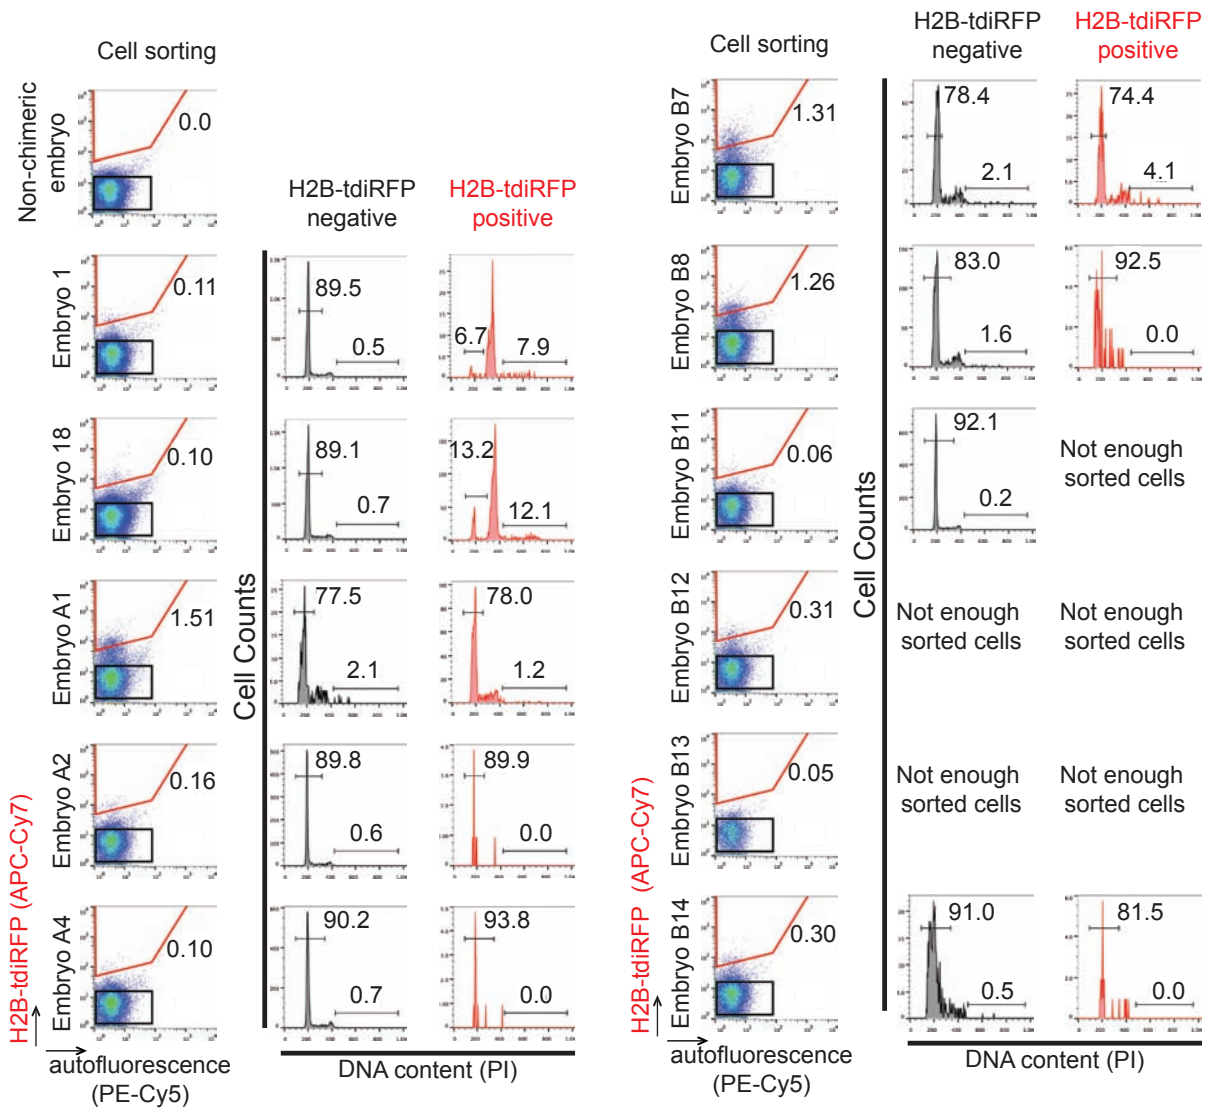 Cell sorting
Non-chimeric
embryo
0.0
H2B-tdiRFP
negative
H2B-tdiRFP
positive
Embryo 1
0.11
89.5
0.5
6.7
7.9
Embryo 18
0.10
89.1
0.7
13.2
12.1
Embryo A1
1.51
77.5
2.1
78.0
1.2
Embryo A2
0.16
89.8
0.6
89.9
0.0
Embryo A4
0.10
90.2
0.7
93.8
0.0
Cell Counts
H2B-tdiRFP (APC-Cy7)
autofluorescence
(PE-Cy5)
DNA content (PI)
Cell sorting
H2B-tdiRFP
negative
H2B-tdiRFP
positive
Embryo B7
1.31
78.4
2.1
74.4
4.1
Embryo B8
1.26
83.0
1.6
92.5
0.0
Embryo B11
0.06
92.1
0.2
Not enough
sorted cells
Embryo B12
0.31
Not enough
sorted cells
Not enough
sorted cells
Embryo B13
0.05
Not enough
sorted cells
Not enough
sorted cells
Embryo B14
0.30
91.0
0.5
81.5
0.0
Cell Counts
H2B-tdiRFP (APC-Cy7)
autofluorescence
(PE-Cy5)
DNA content (PI)